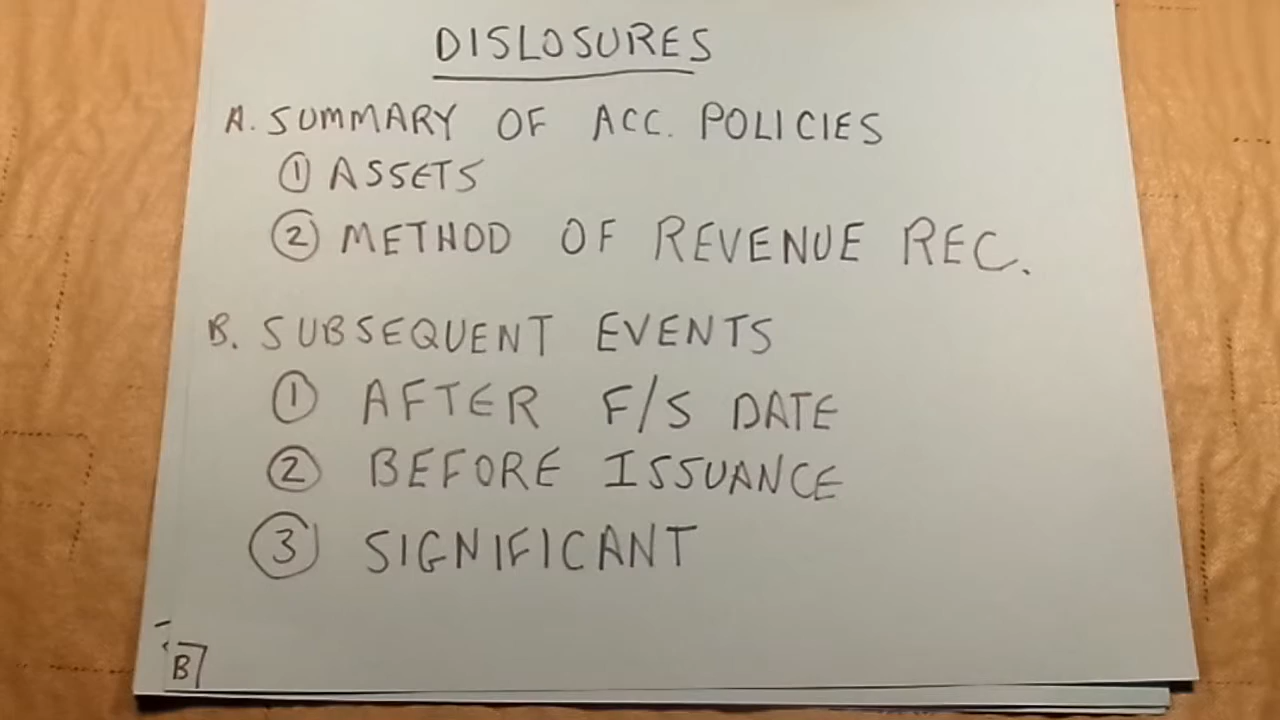 DISLOSURES
A. SUMMARY OF ACC. POLICIES
① ASSETS
② METHOD OF REVENUE REC.
B. SUBSEQUENT EVENTS
① AFTER F/S DATE
② BEFORE ISSUANCE
③ SIGNIFICANT
B